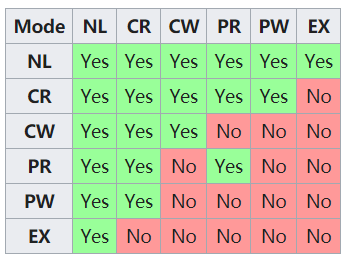 Mode NL CR CW PR PW EX
NL Yes Yes Yes Yes Yes Yes
CR Yes Yes Yes Yes Yes No
CW Yes Yes Yes No No No
PR Yes Yes No Yes No No
PW Yes Yes No No No No
EX Yes No No No No No